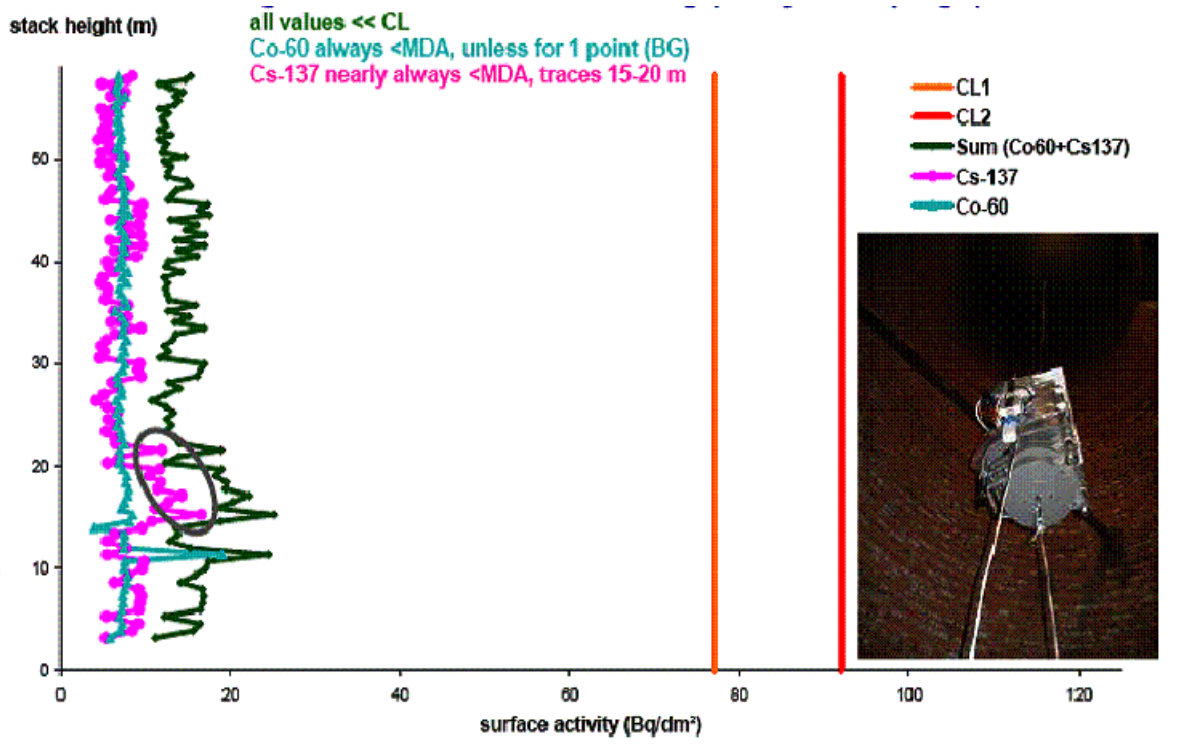 stack height (m)
all values << CL
Co-60 always <MDA, unless for 1 point (BG)
Cs-137 nearly always <MDA, traces 15-20 m
CL1
CL2
Sum (Co60+Cs137)
Cs-137
Co-60
50
40
30
20
10
0
0 20 40 60 80 100 120
surface activity (Bq/dm²)